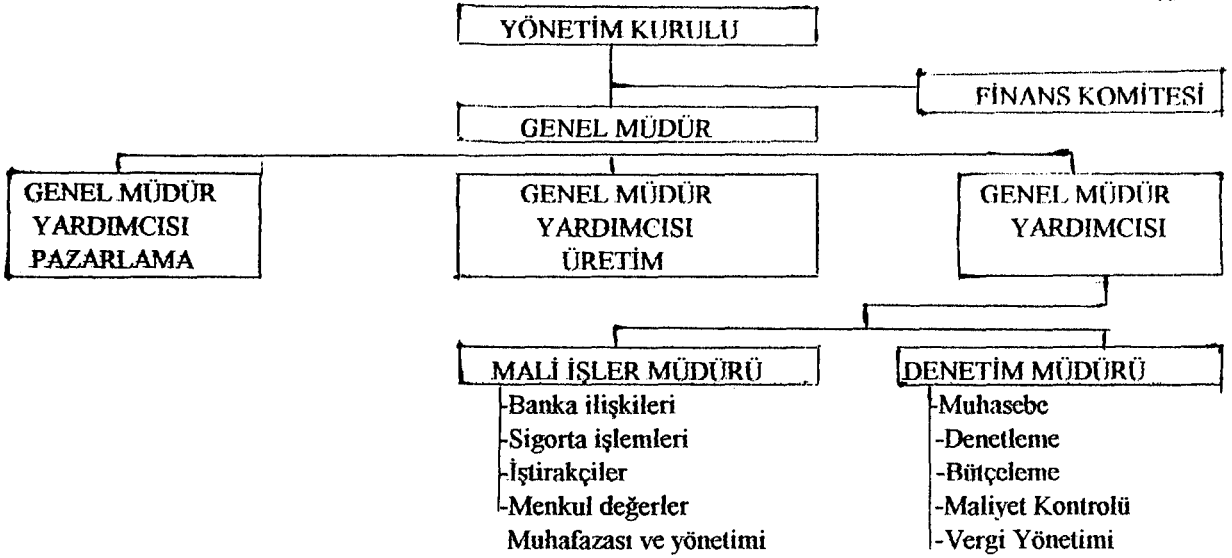 YÖNETİM KURULU
FİNANS KOMİTESİ
GENEL MÜDÜR
GENEL MÜDÜR
YARDIMCISI
PAZARLAMA
GENEL MÜDÜR
YARDIMCISI
ÜRETİM
GENEL MÜDÜR
YARDIMCISI
MALİ İŞLER MÜDÜRÜ
-Banka ilişkileri
-Sigorta işlemleri
-İştirakçiler
-Menkul değerler
Muhafazası ve yönetimi
DENETİM MÜDÜRÜ
-Muhasebe
-Denetleme
-Bütçeleme
-Maliyet Kontrolü
-Vergi Yönetimi